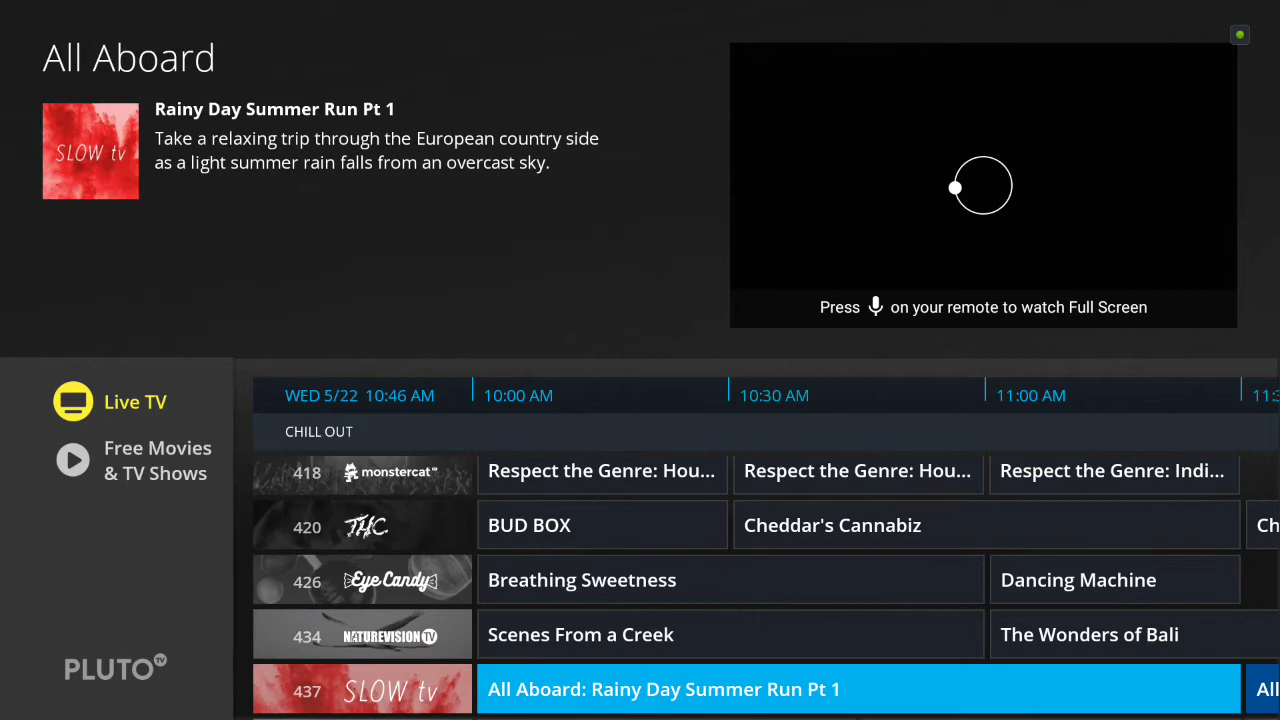 All Aboard
SLOW tv
Rainy Day Summer Run Pt 1
Take a relaxing trip through the European country side
as a light summer rain falls from an overcast sky.
Press on your remote to watch Full Screen
Live TV
Free Movies
& TV Shows
PLUTO TV
WED 5/22 10:46 AM 10:00 AM 10:30 AM 11:00 AM 11:3
CHILL OUT
418 monstercat™ Respect the Genre: Hou... Respect the Genre: Hou... Respect the Genre: Indi...
420 THC BUD BOX Cheddar's Cannabiz Ch
426 Eye Candy Breathing Sweetness Dancing Machine
434 NATUREVISION TV Scenes From a Creek The Wonders of Bali
437 SLOW tv All Aboard: Rainy Day Summer Run Pt 1 All